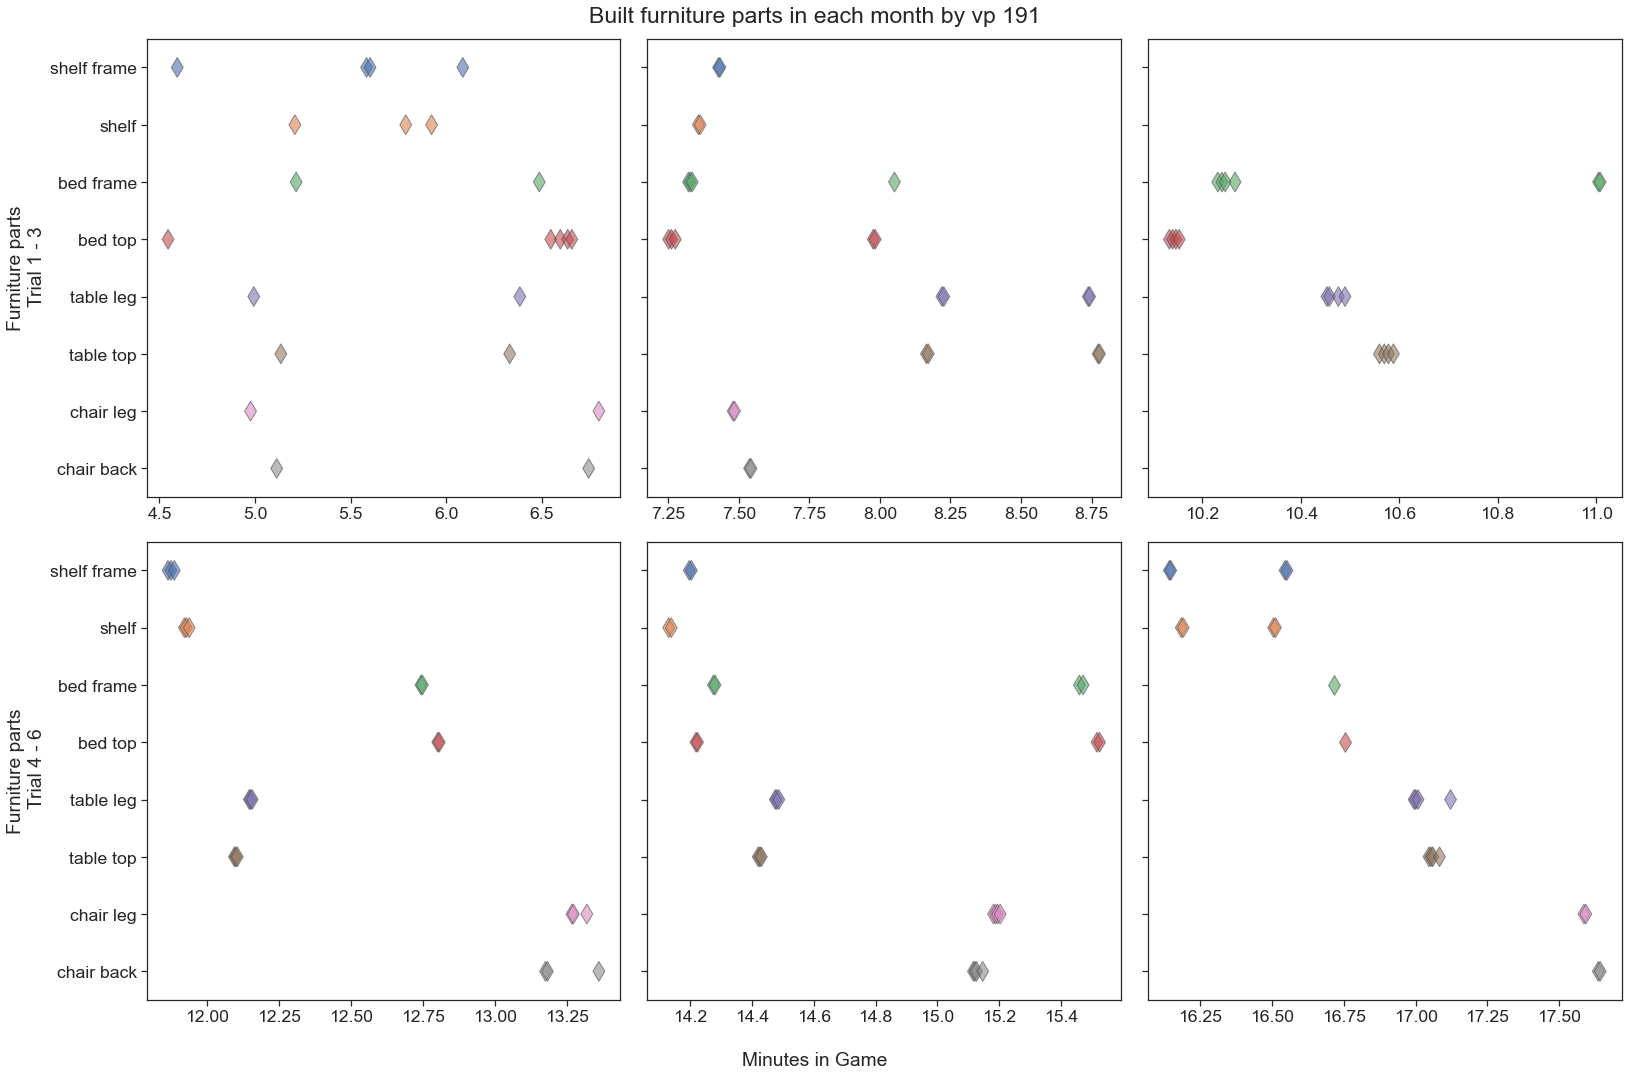 Built furniture parts in each month by vp 191
Furniture parts
Trial 1 - 3
shelf frame
shelf
bed frame
bed top
table leg
table top
chair leg
chair back
4.5 5.0 5.5 6.0 6.5
7.25 7.50 7.75 8.00 8.25 8.50 8.75
10.2 10.4 10.6 10.8 11.0
Furniture parts
Trial 4 - 6
shelf frame
shelf
bed frame
bed top
table leg
table top
chair leg
chair back
12.00 12.25 12.50 12.75 13.00 13.25
14.2 14.4 14.6 14.8 15.0 15.2 15.4
16.25 16.50 16.75 17.00 17.25 17.50
Minutes in Game